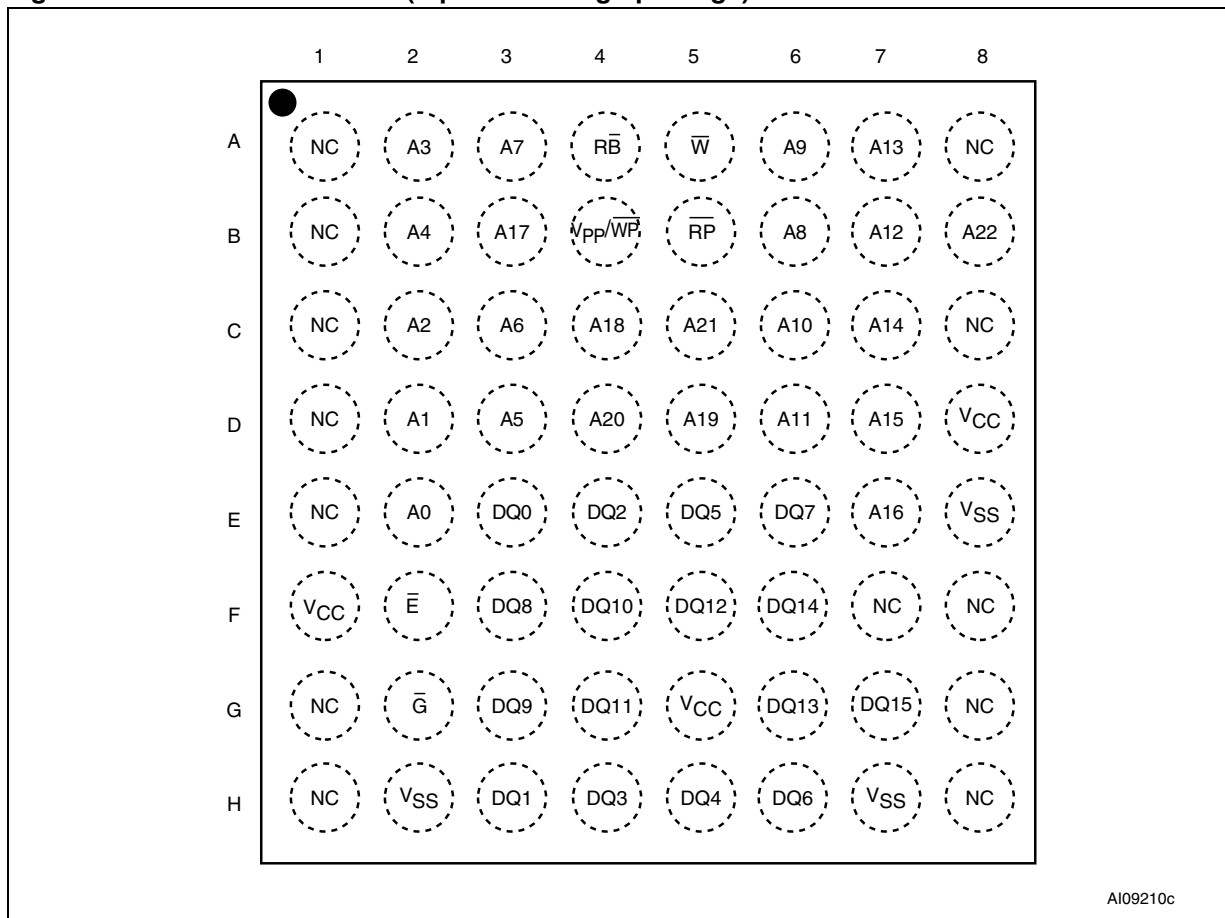 1 2 3 4 5 6 7 8
A NC A3 A7 RB̅ W̅ A9 A13 NC
B NC A4 A17 VPP/W̅P̅ R̅P̅ A8 A12 A22
C NC A2 A6 A18 A21 A10 A14 NC
D NC A1 A5 A20 A19 A11 A15 VCC
E NC A0 DQ0 DQ2 DQ5 DQ7 A16 VSS
F VCC E̅ DQ8 DQ10 DQ12 DQ14 NC NC
G NC G̅ DQ9 DQ11 VCC DQ13 DQ15 NC
H NC VSS DQ1 DQ3 DQ4 DQ6 VSS NC
AI09210c